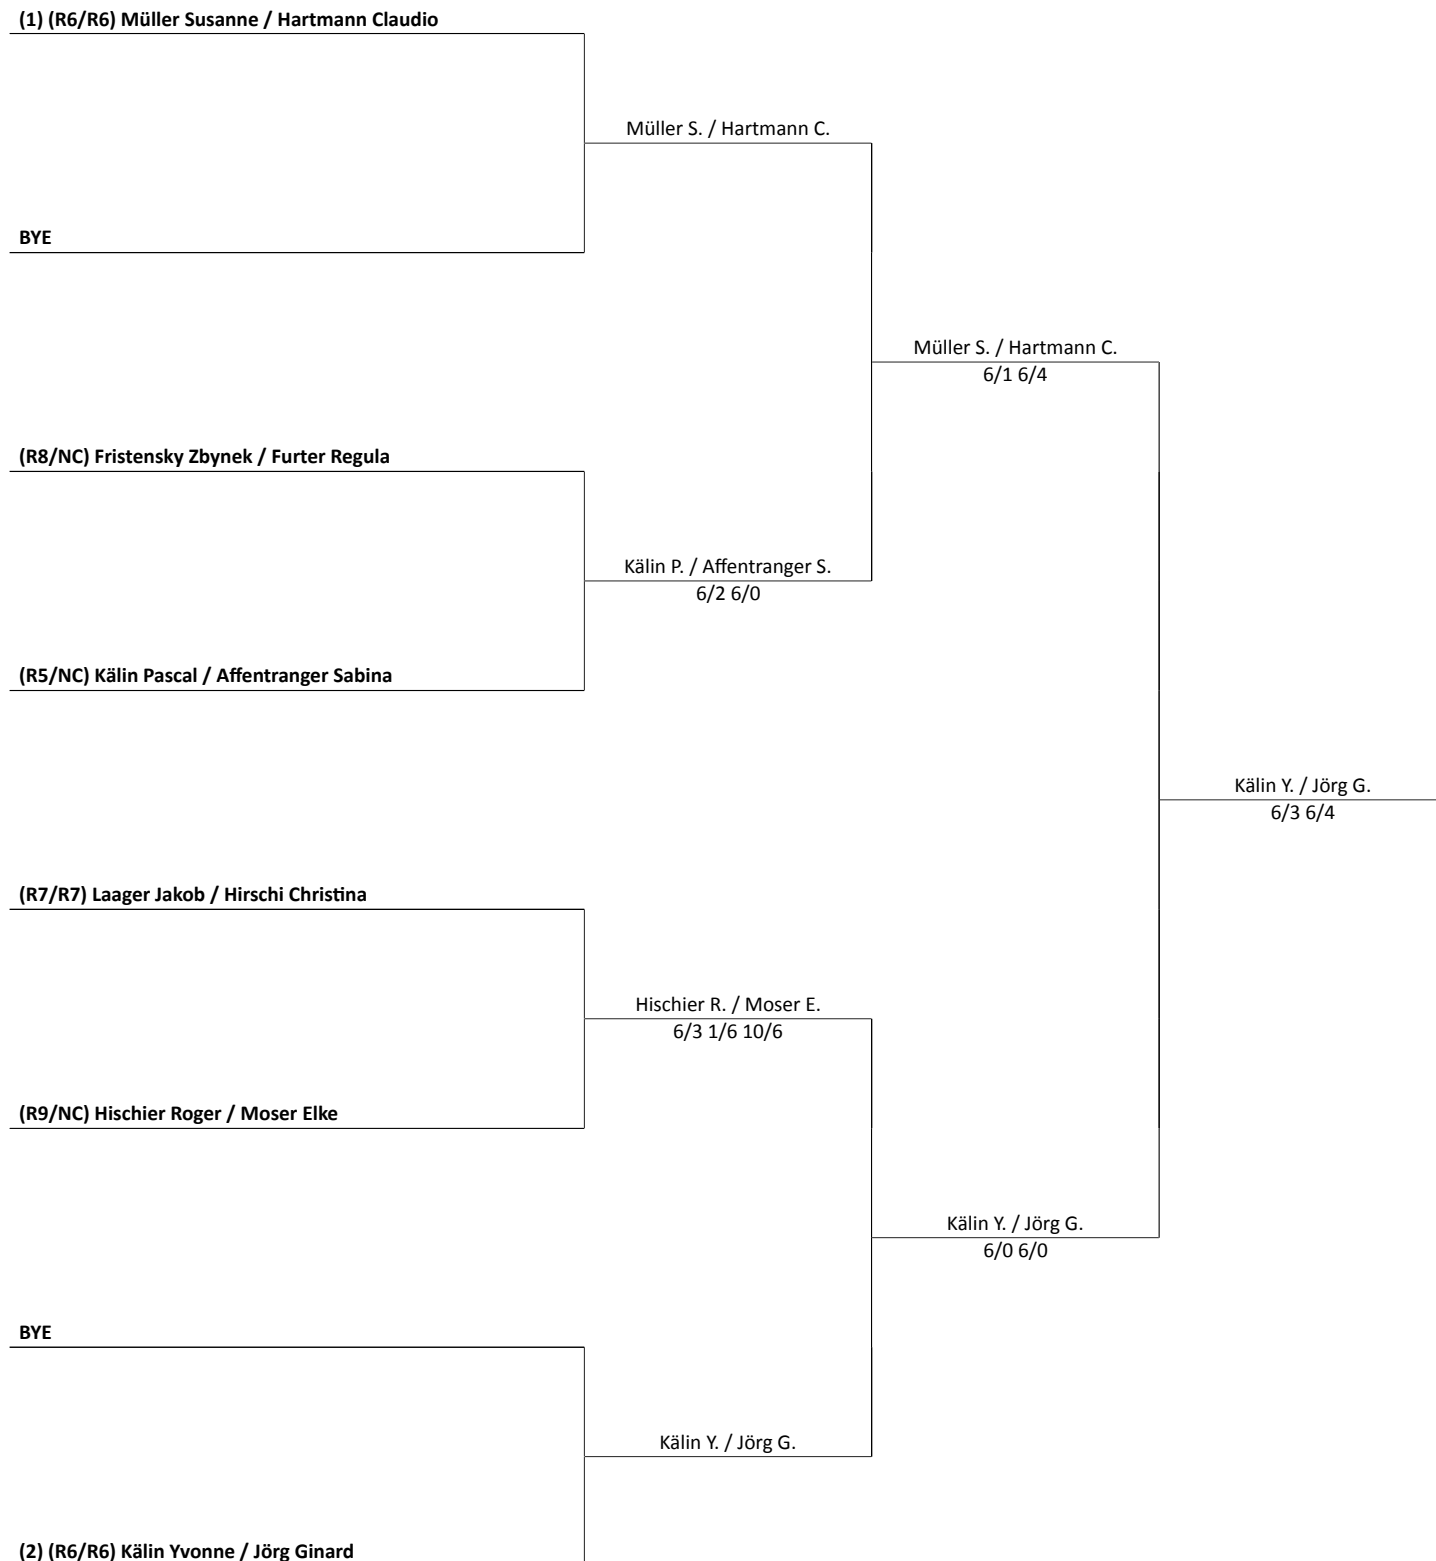 (1) (R6/R6) Müller Susanne / Hartmann Claudio
Müller S. / Hartmann C.
BYE
Müller S. / Hartmann C.
6/1 6/4
(R8/NC) Fristensky Zbynek / Furter Regula
Kälin P. / Affentranger S.
6/2 6/0
(R5/NC) Kälin Pascal / Affentranger Sabina
Kälin Y. / Jörg G.
6/3 6/4
(R7/R7) Laager Jakob / Hirschi Christina
Hischier R. / Moser E.
6/3 1/6 10/6
(R9/NC) Hischier Roger / Moser Elke
Kälin Y. / Jörg G.
6/0 6/0
BYE
Kälin Y. / Jörg G.
(2) (R6/R6) Kälin Yvonne / Jörg Ginard